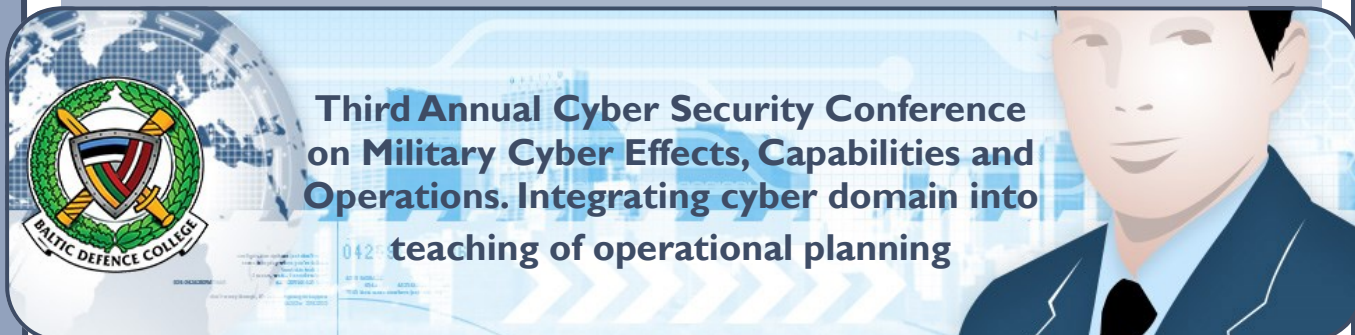 Third Annual Cyber Security Conference
on Military Cyber Effects, Capabilities and
Operations. Integrating cyber domain into
teaching of operational planning
BALTIC DEFENCE COLLEGE